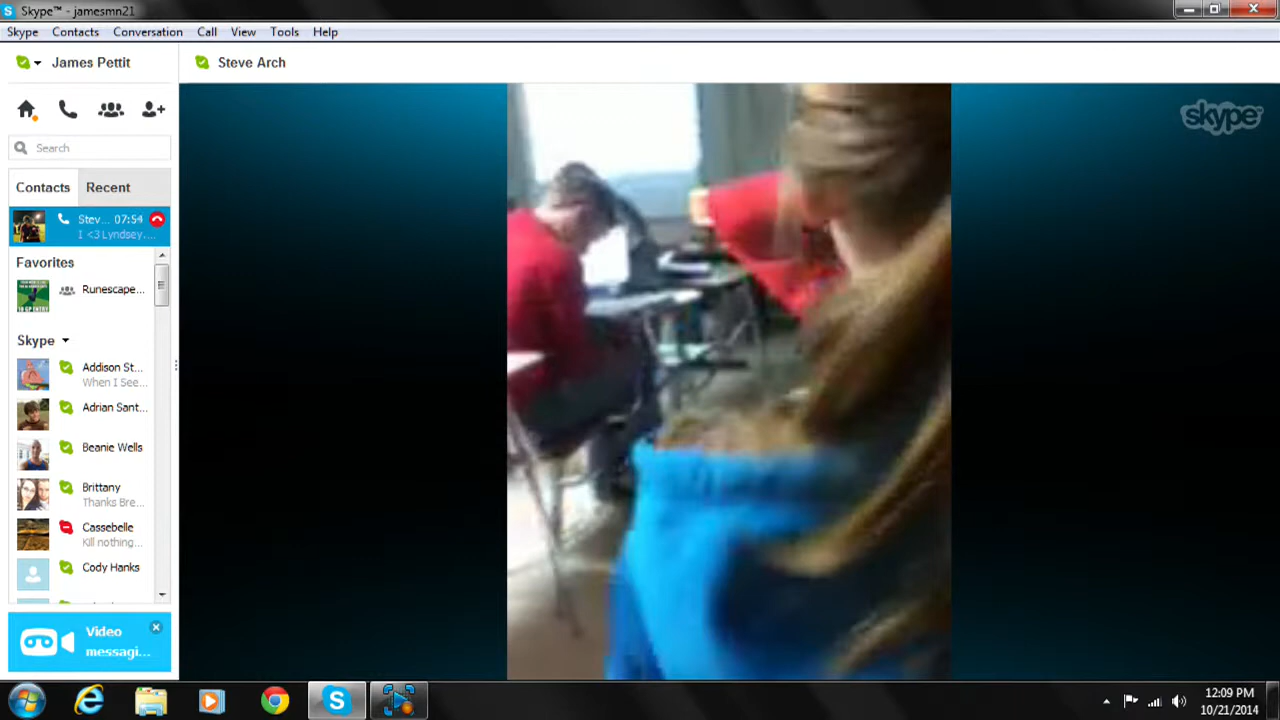 Skype™ - jamesmn21
Skype Contacts Conversation Call View Tools Help
James Pettit
Steve Arch
skype
Search
Contacts Recent
Stev... 07:54
I <3 Lyndsey....
Favorites
Runescape...
Skype
Addison St...
When I See...
Adrian Sant...
Beanie Wells
Brittany
Thanks Bre...
Cassebelle
Kill nothing...
Cody Hanks
Video
messagi...
12:09 PM
10/21/2014